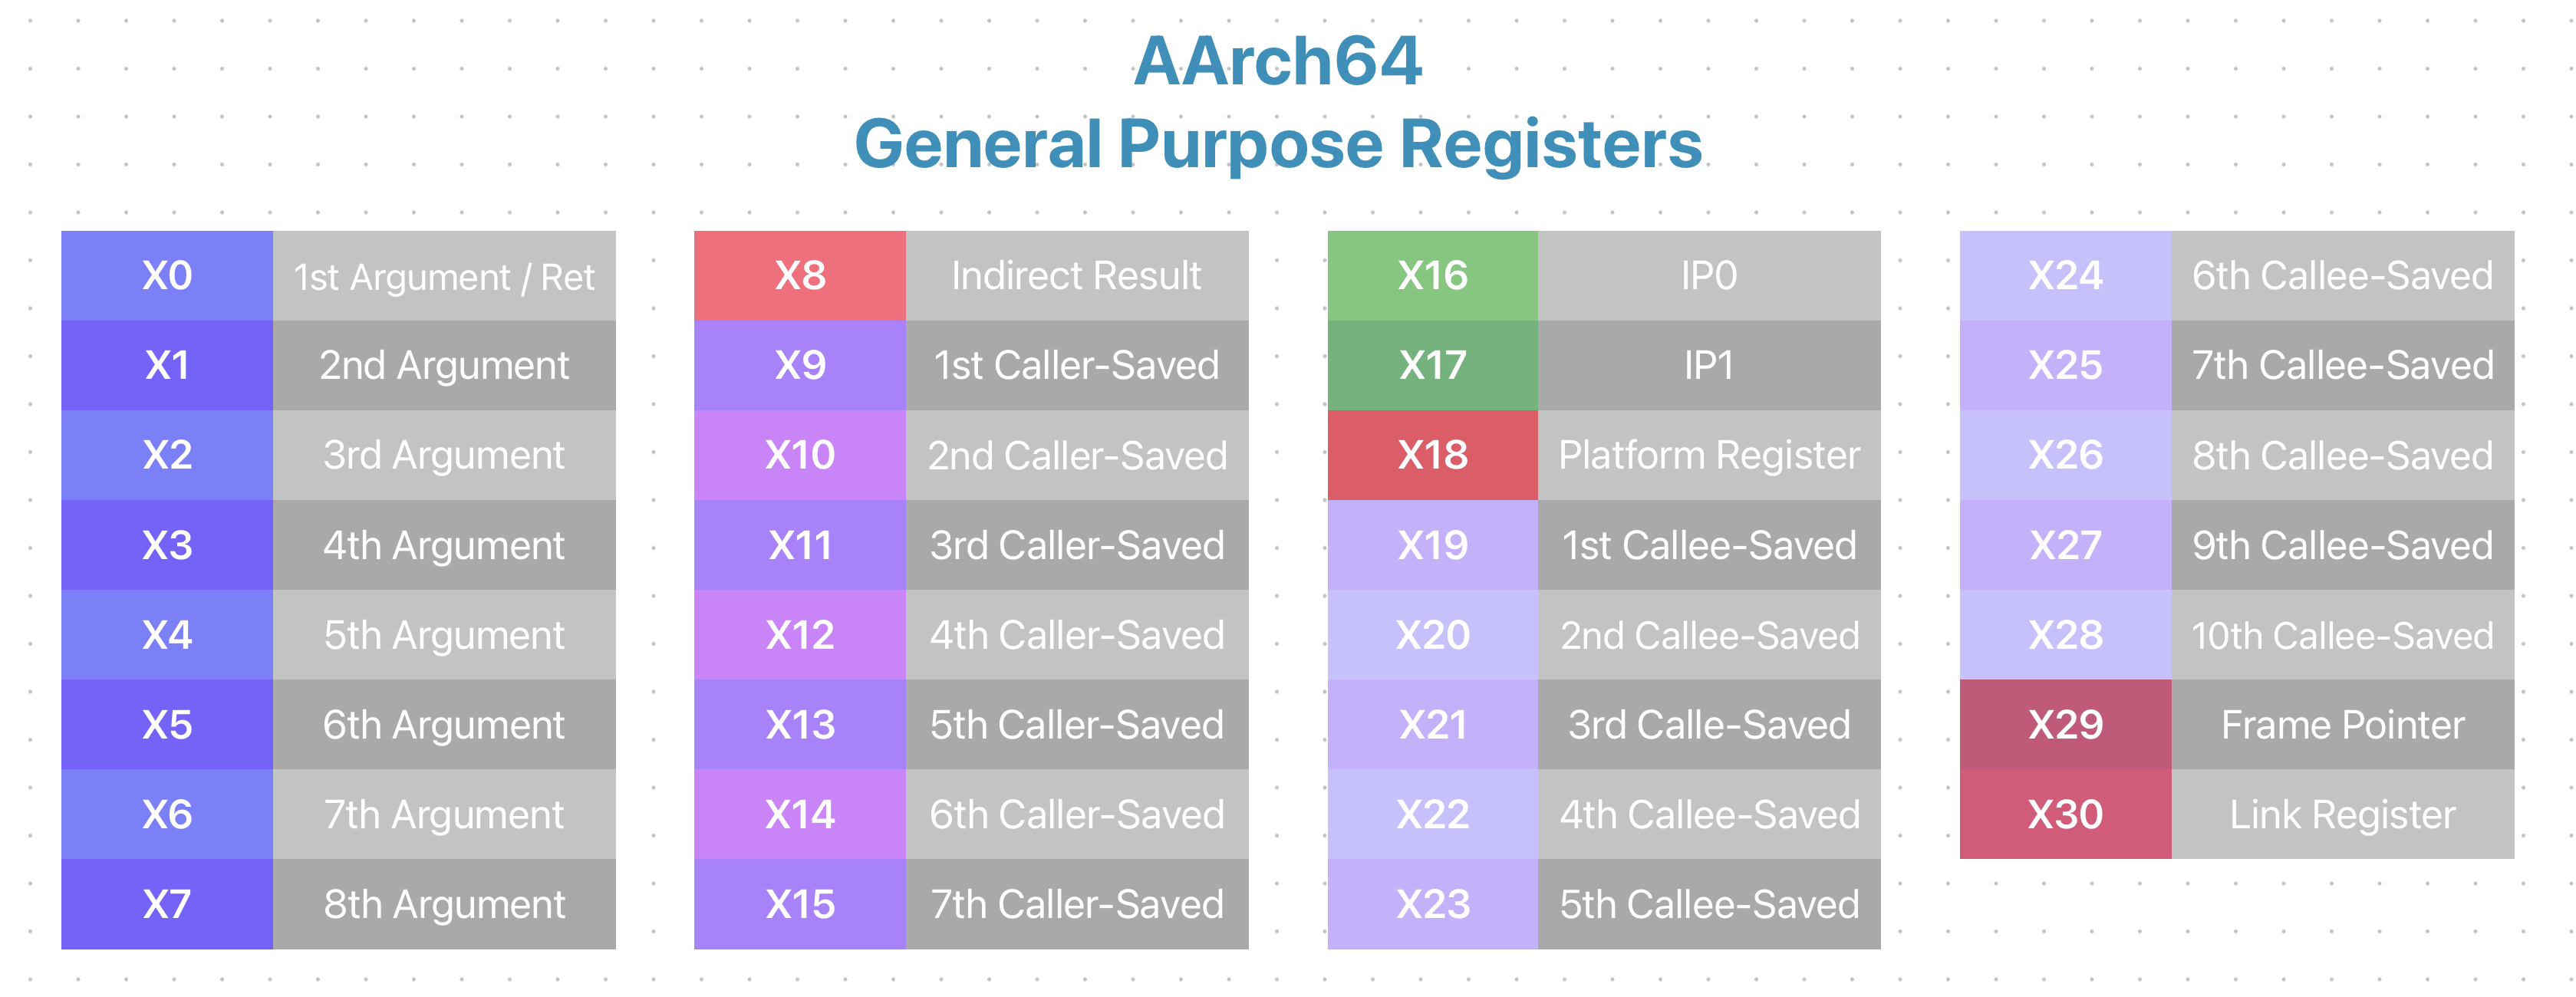 AArch64
General Purpose Registers
X0 1st Argument / Ret
X1 2nd Argument
X2 3rd Argument
X3 4th Argument
X4 5th Argument
X5 6th Argument
X6 7th Argument
X7 8th Argument
X8 Indirect Result
X9 1st Caller-Saved
X10 2nd Caller-Saved
X11 3rd Caller-Saved
X12 4th Caller-Saved
X13 5th Caller-Saved
X14 6th Caller-Saved
X15 7th Caller-Saved
X16 IP0
X17 IP1
X18 Platform Register
X19 1st Callee-Saved
X20 2nd Callee-Saved
X21 3rd Calle-Saved
X22 4th Callee-Saved
X23 5th Callee-Saved
X24 6th Callee-Saved
X25 7th Callee-Saved
X26 8th Callee-Saved
X27 9th Callee-Saved
X28 10th Callee-Saved
X29 Frame Pointer
X30 Link Register